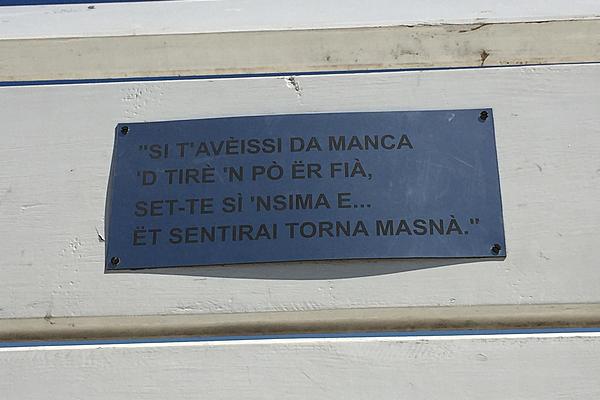 "SI T'AVÈISSI DA MANCA
'D TIRÈ 'N PÒ ËR FIÀ,
SET-TE SÌ 'NSIMA E...
ËT SENTIRAI TORNA MASNÀ."